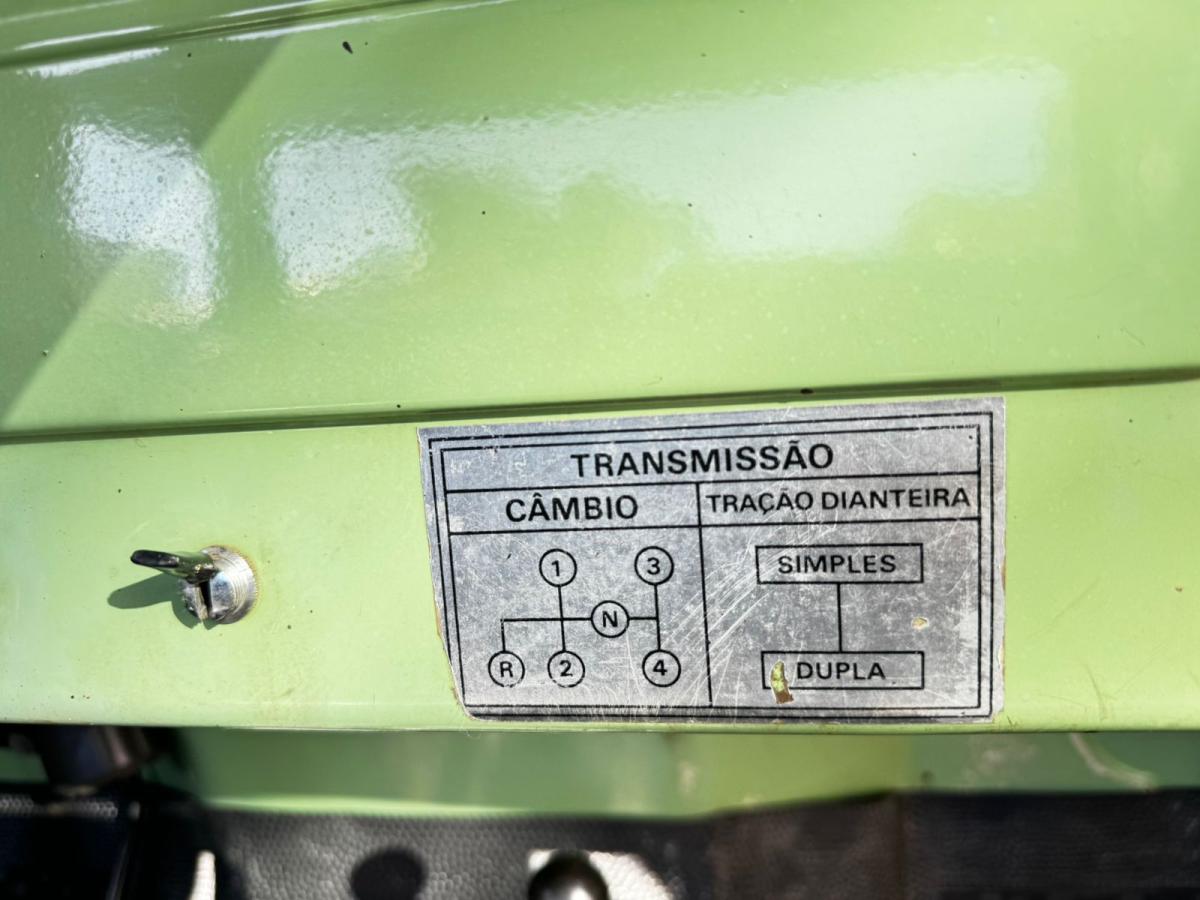 TRANSMISSÃO
CÂMBIO
TRAÇÃO DIANTEIRA
1 3
N
R 2 4
SIMPLES
DUPLA